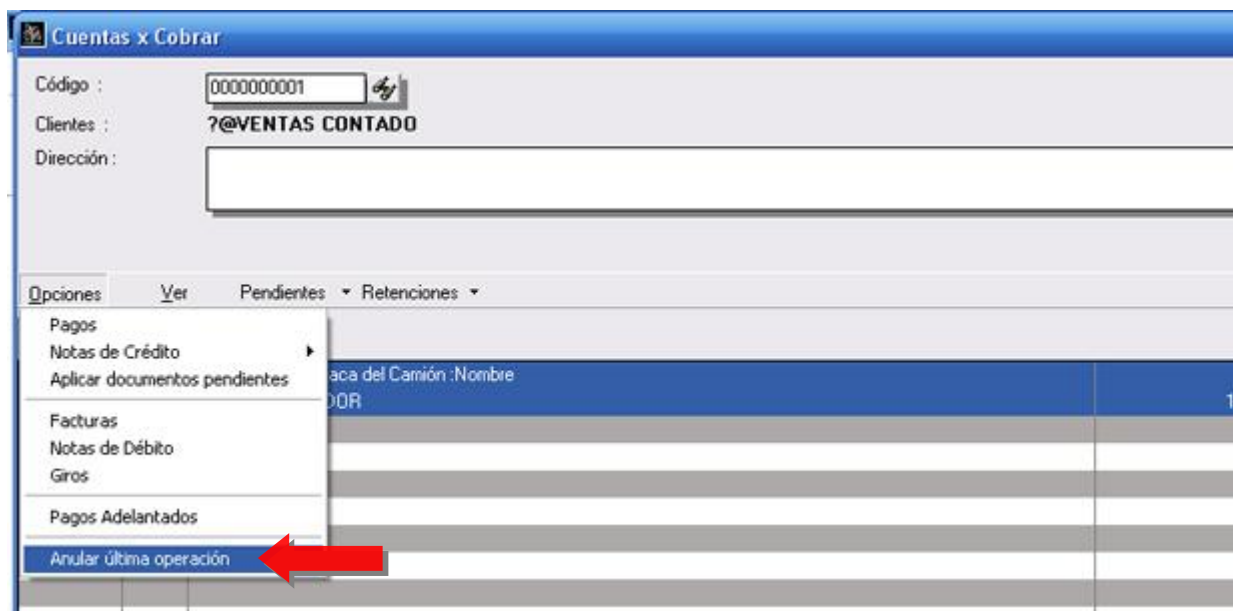 Cuentas x Cobrar
Código :
0000000001
Clientes :
?@VENTAS CONTADO
Dirección :
Opciones Ver Pendientes Retenciones
Pagos
Notas de Crédito
Aplicar documentos pendientes
Facturas
Notas de Débito
Giros
Pagos Adelantados
Anular última operación
aca del Camión :Nombre
DOR
1